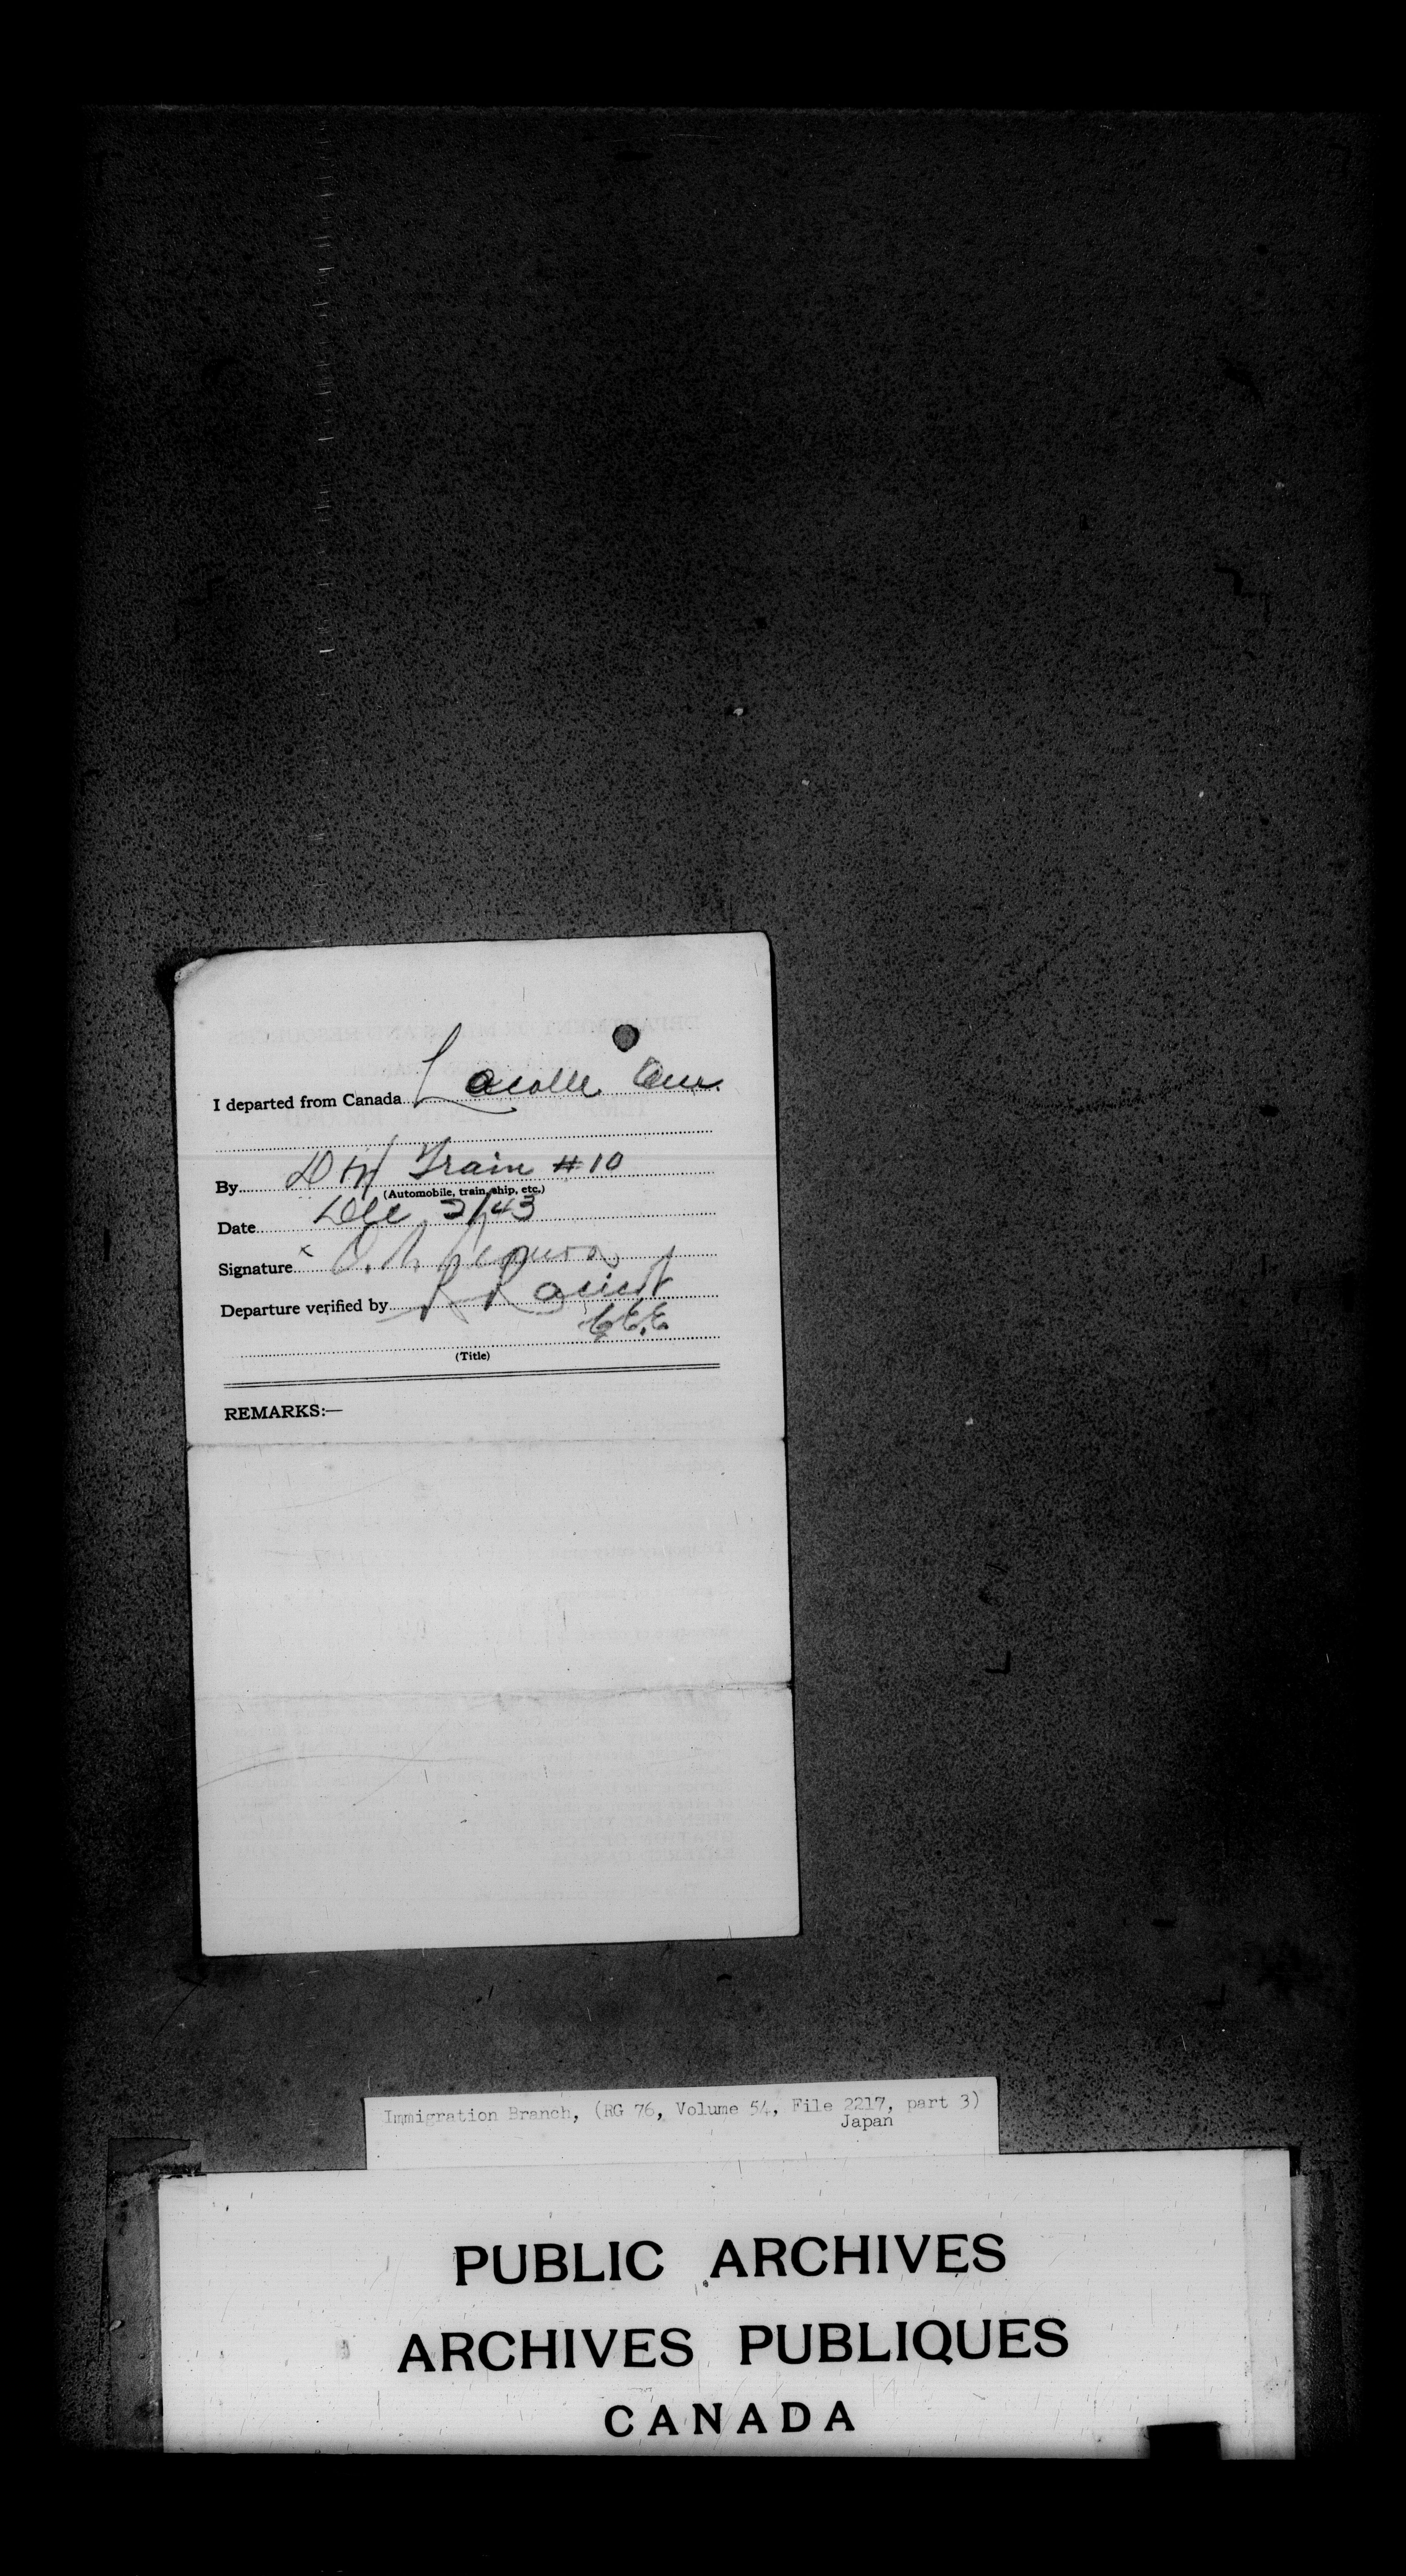 I departed from Canada Lacolle Que.
By D & H Train #10
(Automobile, train, ship, etc.)
Date Dec 2/43
Signature x
Departure verified by
(Title)
REMARKS:—
Immigration Branch, (RG 76, Volume 54, File 2217, part 3)
Japan
PUBLIC ARCHIVES
ARCHIVES PUBLIQUES
CANADA